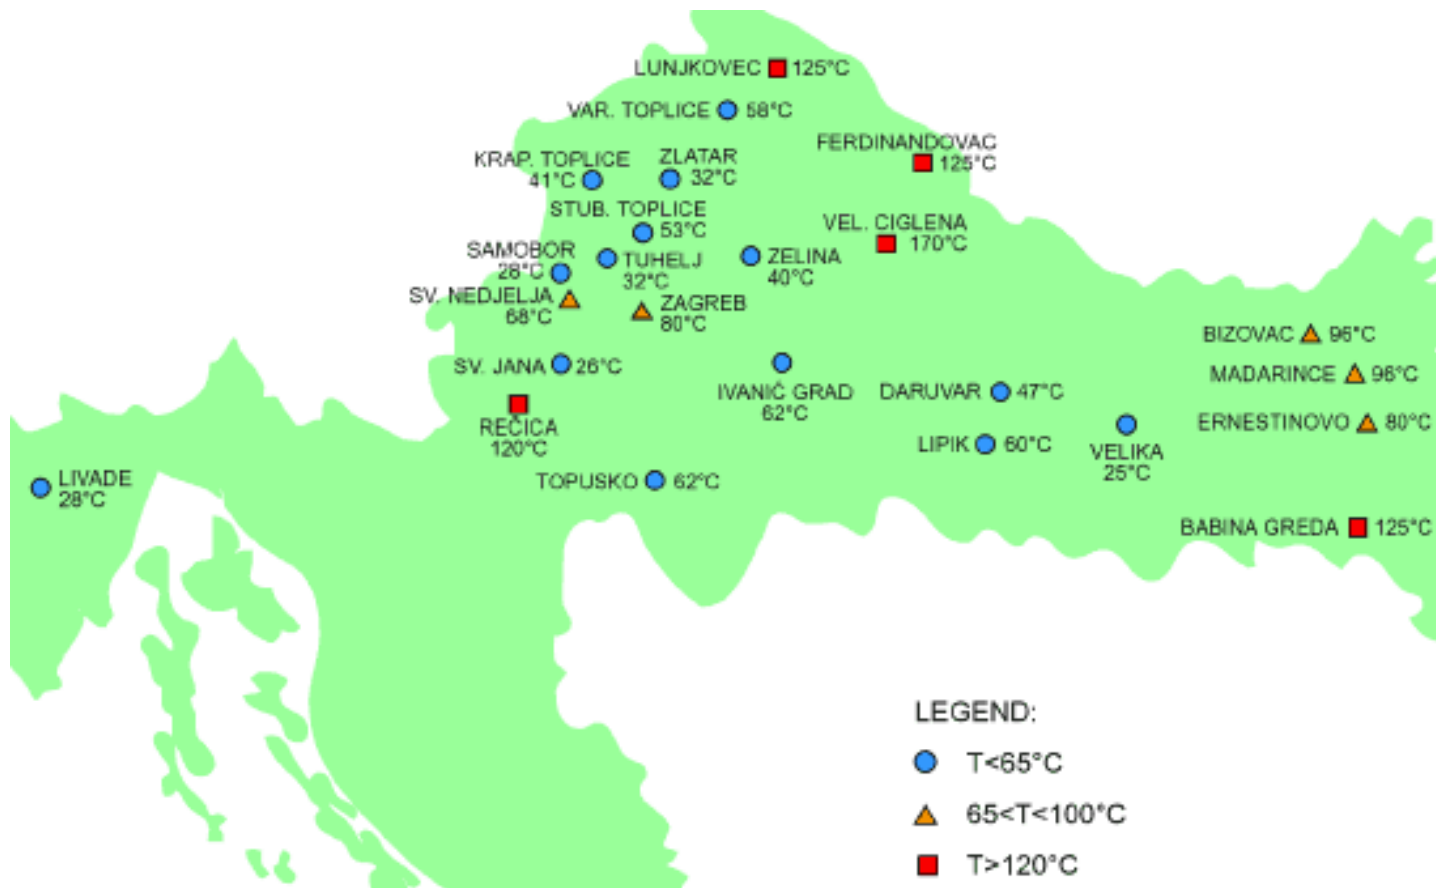 LUNJKOVEC 125°C
VAR. TOPLICE 58°C
FERDINANDOVAC
125°C
KRAP. TOPLICE
41°C
ZLATAR
32°C
STUB. TOPLICE
53°C
VEL. CIGLENA
170°C
SAMOBOR
28°C
TUHELJ
32°C
ZELINA
40°C
SV. NEDJELJA
68°C
ZAGREB
80°C
BIZOVAC 96°C
SV. JANA 26°C
MADARINCE 96°C
IVANIĆ GRAD
62°C
DARUVAR 47°C
REČICA
120°C
ERNESTINOVO 80°C
LIPIK 60°C
VELIKA
25°C
LIVADE
28°C
TOPUSKO 62°C
BABINA GREDA 125°C
LEGEND:
T<65°C
65<T<100°C
T>120°C